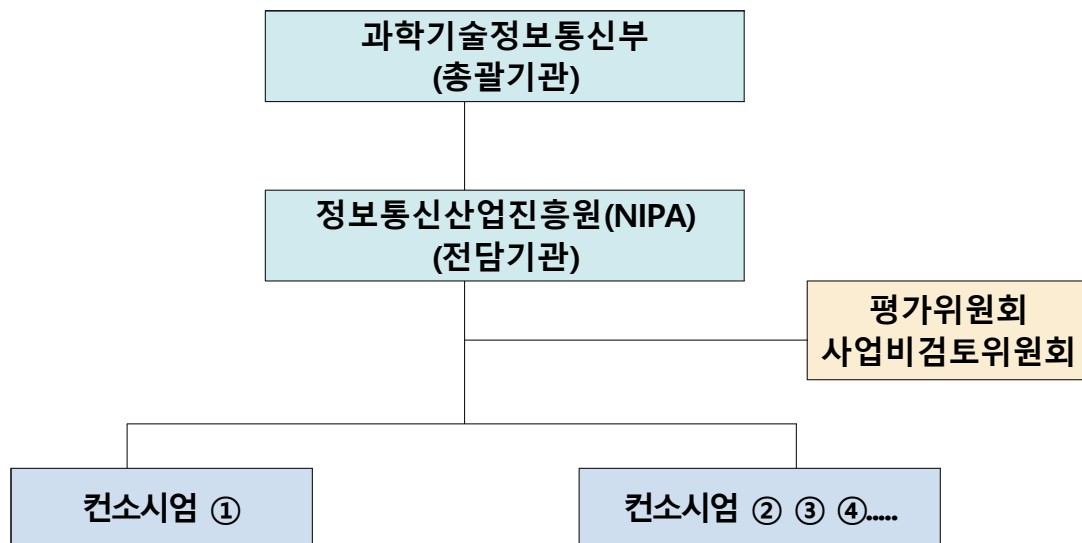 과학기술정보통신부
(총괄기관)
정보통신산업진흥원(NIPA)
(전담기관)
평가위원회
사업비검토위원회
컨소시엄 ①
컨소시엄 ② ③ ④.....